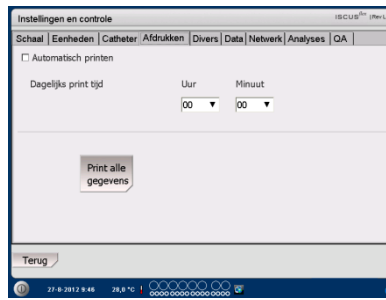 Instellingen en controle ISCUSflex
Schaal Eenheden Catheter Afdrukken Divers Data Netwerk Analyses QA
Automatisch printen
Dagelijks print tijd Uur Minuut
00 00
Print alle
gegevens
Terug
27-8-2012 9:46 28,0 °C